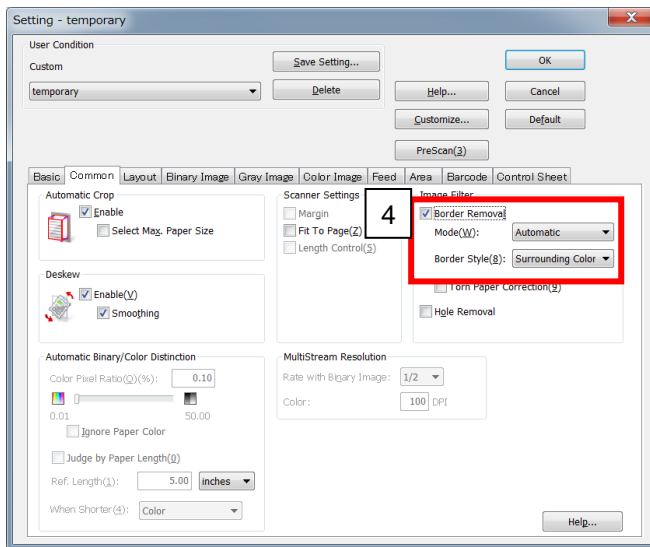 Setting - temporary
X
User Condition
Custom
Save Setting...
OK
temporary
Delete
Help...
Cancel
Customize...
Default
PreScan(3)
Basic Common Layout Binary Image Gray Image Color Image Feed Area Barcode Control Sheet
Automatic Crop
Enable
Select Max. Paper Size
Scanner Settings
Margin
Fit To Page(Z)
Length Control(5)
4
Image Filter
Border Removal
Mode(W): Automatic
Border Style(8): Surrounding Color
Torn Paper Correction(9)
Hole Removal
Deskew
Enable(V)
Smoothing
Automatic Binary/Color Distinction
Color Pixel Ratio(Q)(%): 0.10
0.01 50.00
Ignore Paper Color
Judge by Paper Length(0)
Ref. Length(1): 5.00 inches
When Shorter(4): Color
MultiStream Resolution
Rate with Binary Image: 1/2
Color: 100 DPI
Help...